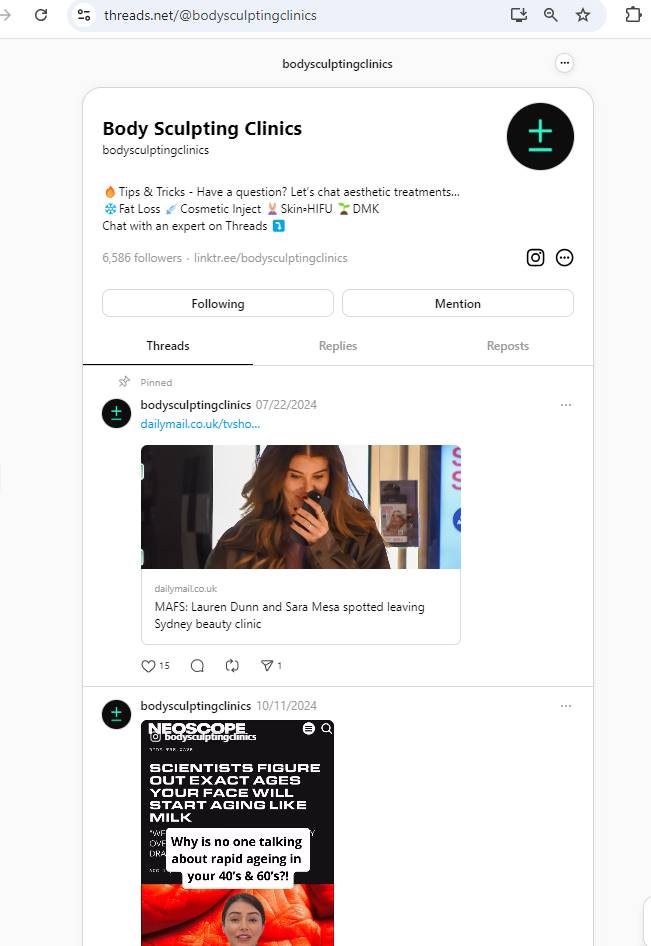 threads.net/@bodysculptingclinics
bodysculptingclinics
Body Sculpting Clinics
bodysculptingclinics
🔥Tips & Tricks - Have a question? Let's chat aesthetic treatments...
❄️Fat Loss 💉Cosmetic Inject 💆🏼‍♀️Skin+HIFU 🌱DMK
Chat with an expert on Threads ⤵️
6,586 followers · linktr.ee/bodysculptingclinics
Following
Mention
Threads
Replies
Reposts
Pinned
bodysculptingclinics 07/22/2024
dailymail.co.uk/tvsho...
dailymail.co.uk
MAFS: Lauren Dunn and Sara Mesa spotted leaving
Sydney beauty clinic
15
1
bodysculptingclinics 10/11/2024
NEOSCOPE
bodysculptingclinics
SCIENTISTS FIGURE
OUT EXACT AGES
YOUR FACE WILL
START AGING LIKE
MILK
Why is no one talking
about rapid ageing in
your 40's & 60's?!